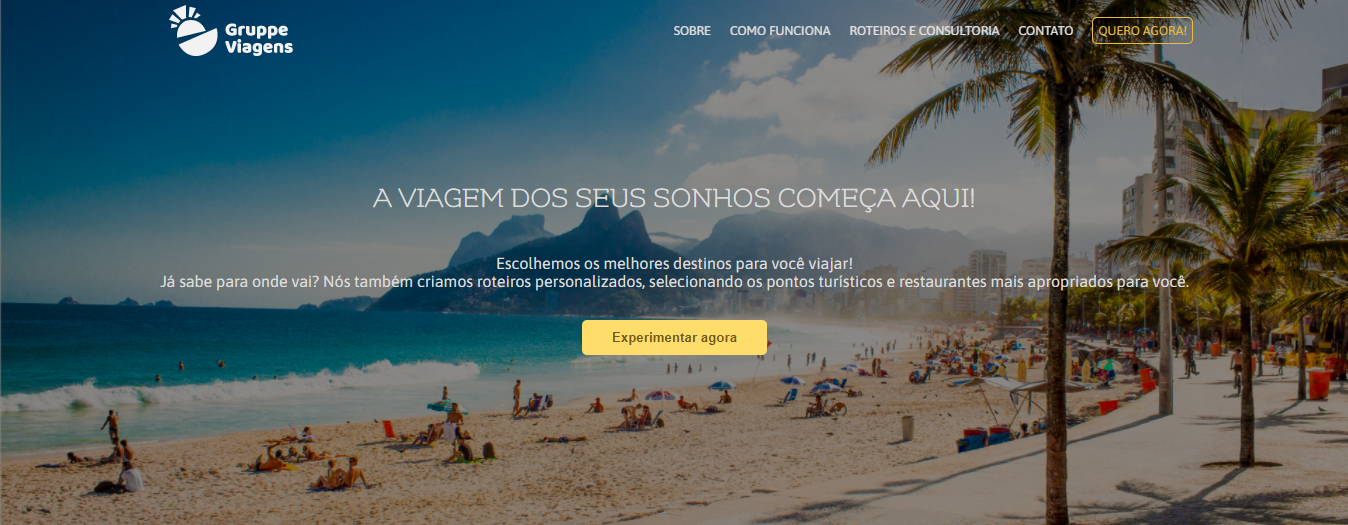 Gruppe
Viagens
SOBRE COMO FUNCIONA ROTEIROS E CONSULTORIA CONTATO QUERO AGORA!
A VIAGEM DOS SEUS SONHOS COMEÇA AQUI!
Escolhemos os melhores destinos para você viajar!
Já sabe para onde vai? Nós também criamos roteiros personalizados, selecionando os pontos turísticos e restaurantes mais apropriados para você.
Experimentar agora